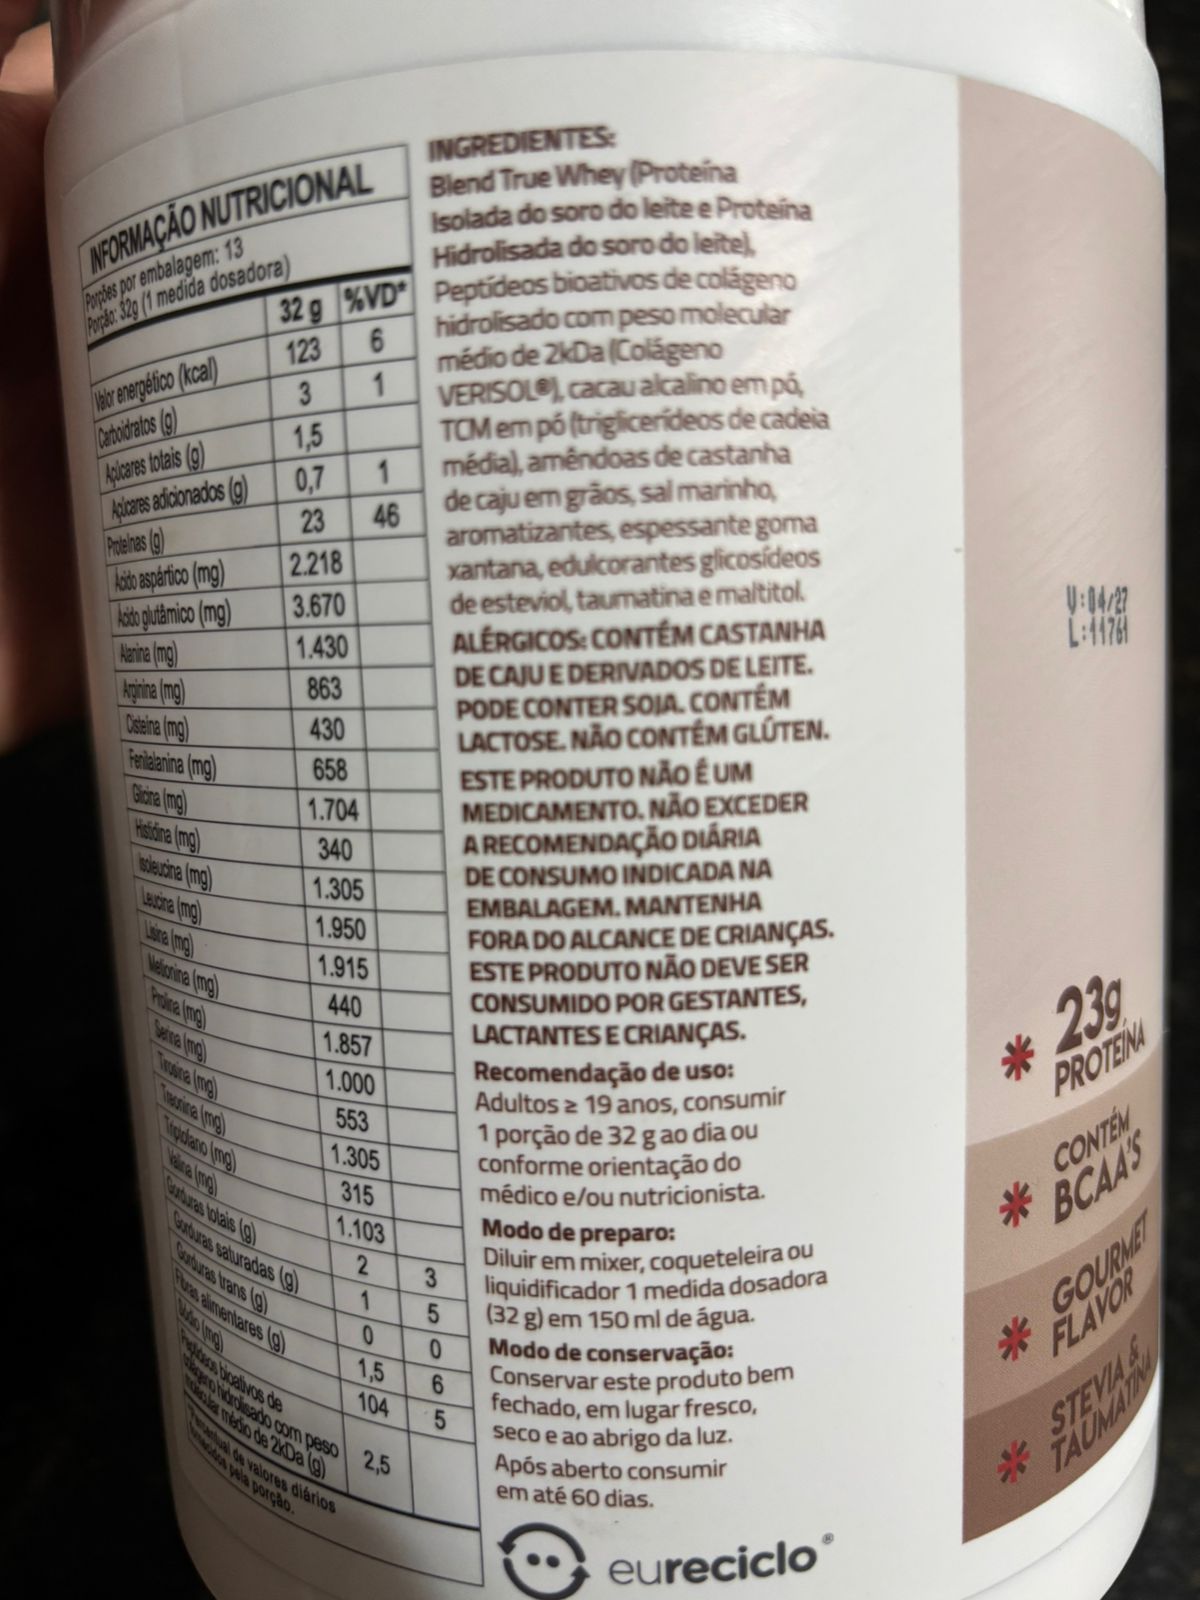 INFORMAÇÃO NUTRICIONAL
Porções por embalagem: 13
Porção: 32g (1 medida dosadora)
32 g %VD*
Valor energético (kcal) 123 6
Carboidratos (g) 3 1
Açúcares totais (g) 1,5
Açúcares adicionados (g) 0,7 1
Proteínas (g) 23 46
Ácido aspártico (mg) 2.218
Ácido glutâmico (mg) 3.670
Alanina (mg) 1.430
Arginina (mg) 863
Cisteína (mg) 430
Fenilalanina (mg) 658
Glicina (mg) 1.704
Histidina (mg) 340
Isoleucina (mg) 1.305
Leucina (mg) 1.950
Lisina (mg) 1.915
Metionina (mg) 440
Prolina (mg) 1.857
Serina (mg) 1.000
Tirosina (mg) 553
Treonina (mg) 1.305
Triptofano (mg) 315
Valina (mg) 1.103
Gorduras totais (g) 2 3
Gorduras saturadas (g) 1 5
Gorduras trans (g) 0 0
Fibras alimentares (g) 1,5 6
Sódio (mg) 104 5
Peptídeos bioativos de
colágeno hidrolisado com peso
molecular médio de 2kDa (g) 2,5
*Percentual de valores diários
fornecidos pela porção.
INGREDIENTES:
Blend True Whey (Proteína
Isolada do soro do leite e Proteína
Hidrolisada do soro do leite),
Peptídeos bioativos de colágeno
hidrolisado com peso molecular
médio de 2kDa (Colágeno
VERISOL®), cacau alcalino em pó,
TCM em pó (triglicerídeos de cadeia
média), amêndoas de castanha
de caju em grãos, sal marinho,
aromatizantes, espessante goma
xantana, edulcorantes glicosídeos
de esteviol, taumatina e maltitol.
ALÉRGICOS: CONTÉM CASTANHA
DE CAJU E DERIVADOS DE LEITE.
PODE CONTER SOJA. CONTÉM
LACTOSE. NÃO CONTÉM GLÚTEN.
ESTE PRODUTO NÃO É UM
MEDICAMENTO. NÃO EXCEDER
A RECOMENDAÇÃO DIÁRIA
DE CONSUMO INDICADA NA
EMBALAGEM. MANTENHA
FORA DO ALCANCE DE CRIANÇAS.
ESTE PRODUTO NÃO DEVE SER
CONSUMIDO POR GESTANTES,
LACTANTES E CRIANÇAS.
Recomendação de uso:
Adultos ≥ 19 anos, consumir
1 porção de 32 g ao dia ou
conforme orientação do
médico e/ou nutricionista.
Modo de preparo:
Diluir em mixer, coqueteleira ou
liquidificador 1 medida dosadora
(32 g) em 150 ml de água.
Modo de conservação:
Conservar este produto bem
fechado, em lugar fresco,
seco e ao abrigo da luz.
Após aberto consumir
em até 60 dias.
eureciclo®
V:04/27
L:11761
* 23g
PROTEÍNA
* CONTÉM
BCAA'S
* GOURMET
FLAVOR
* STEVIA &
TAUMATINA